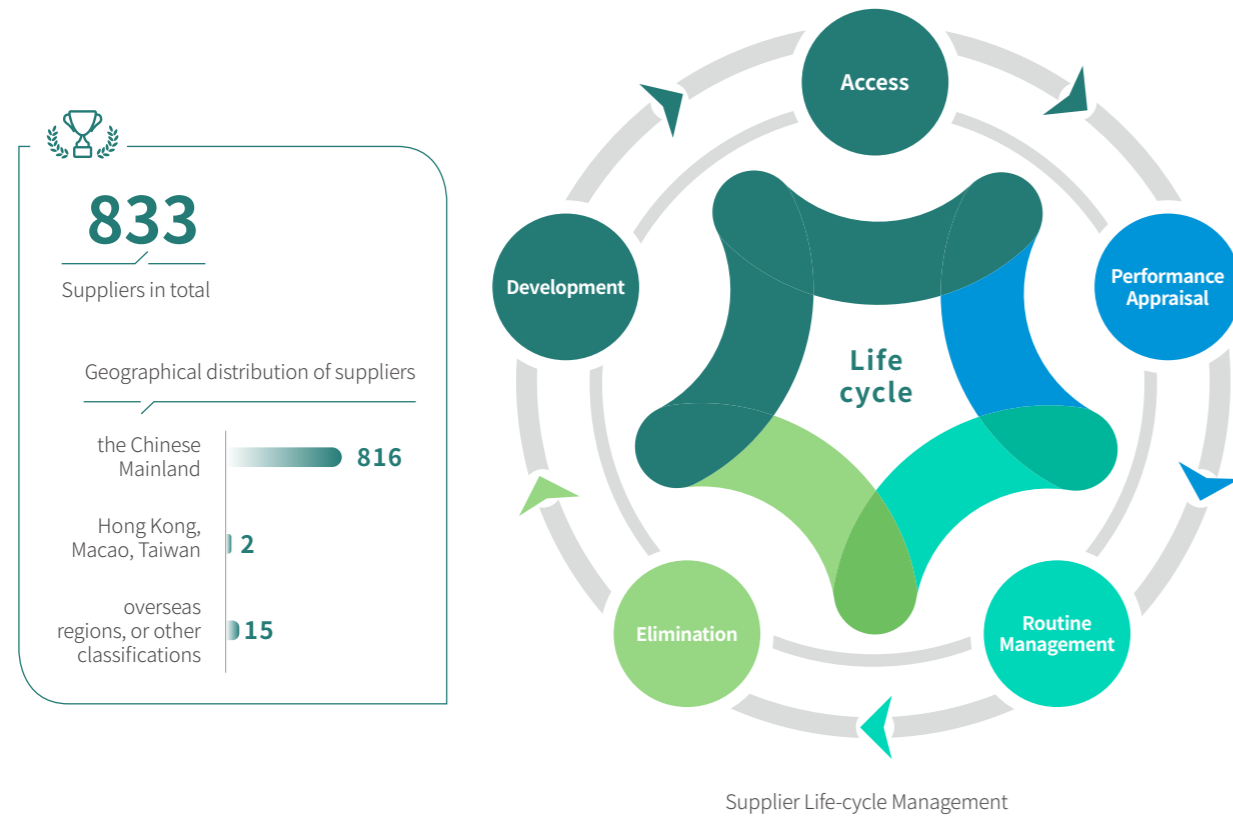 833
Suppliers in total
Geographical distribution of suppliers
the Chinese
Mainland
816
Hong Kong,
Macao, Taiwan
2
overseas
regions, or other
classifications
15
Access
Performance
Appraisal
Development
Life
cycle
Elimination
Routine
Management
Supplier Life-cycle Management